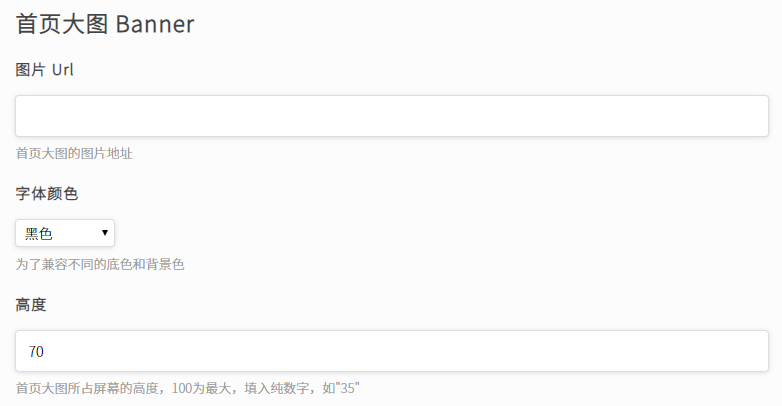 首页大图 Banner
图片 Url
首页大图的图片地址
字体颜色
黑色
为了兼容不同的底色和背景色
高度
70
首页大图所占屏幕的高度，100为最大，填入纯数字，如"35"